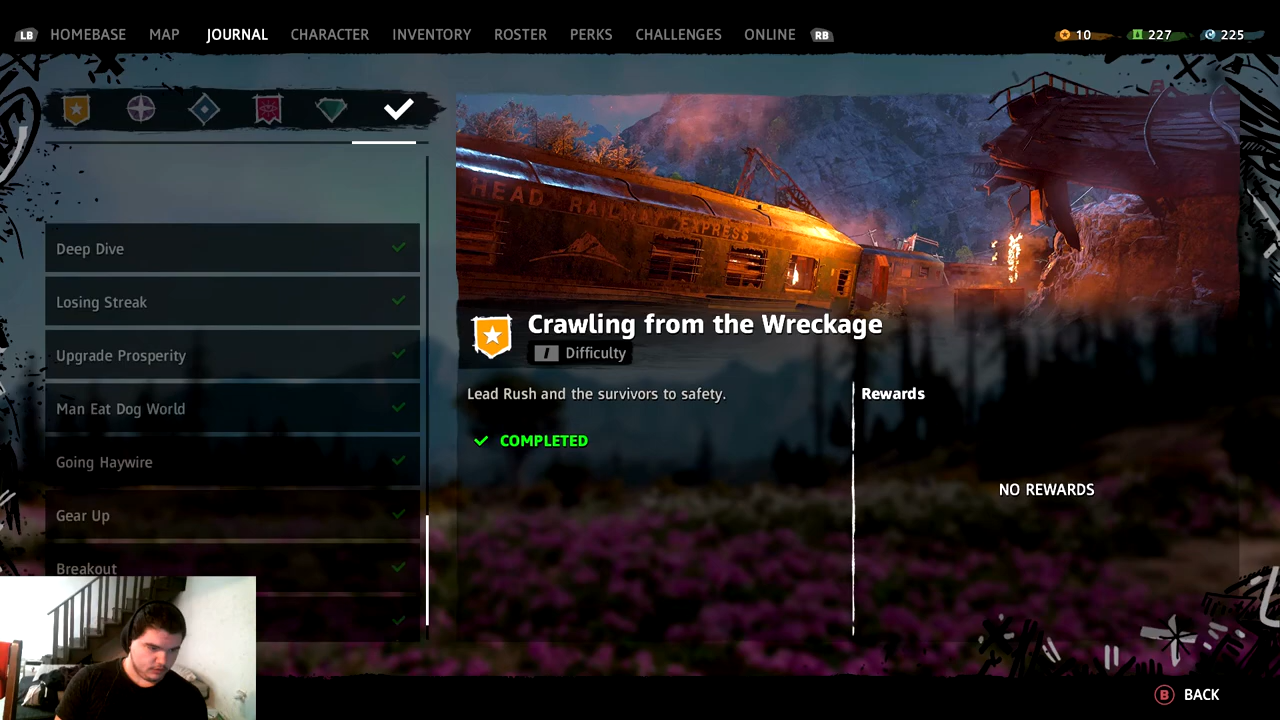 LB HOMEBASE MAP JOURNAL CHARACTER INVENTORY ROSTER PERKS CHALLENGES ONLINE RB 10 227 225
HEAD RAILWAY EXPRESS
Deep Dive
Losing Streak
Upgrade Prosperity
Man Eat Dog World
Going Haywire
Gear Up
Breakout
Crawling from the Wreckage
I Difficulty
Lead Rush and the survivors to safety.
COMPLETED
Rewards
NO REWARDS
B BACK